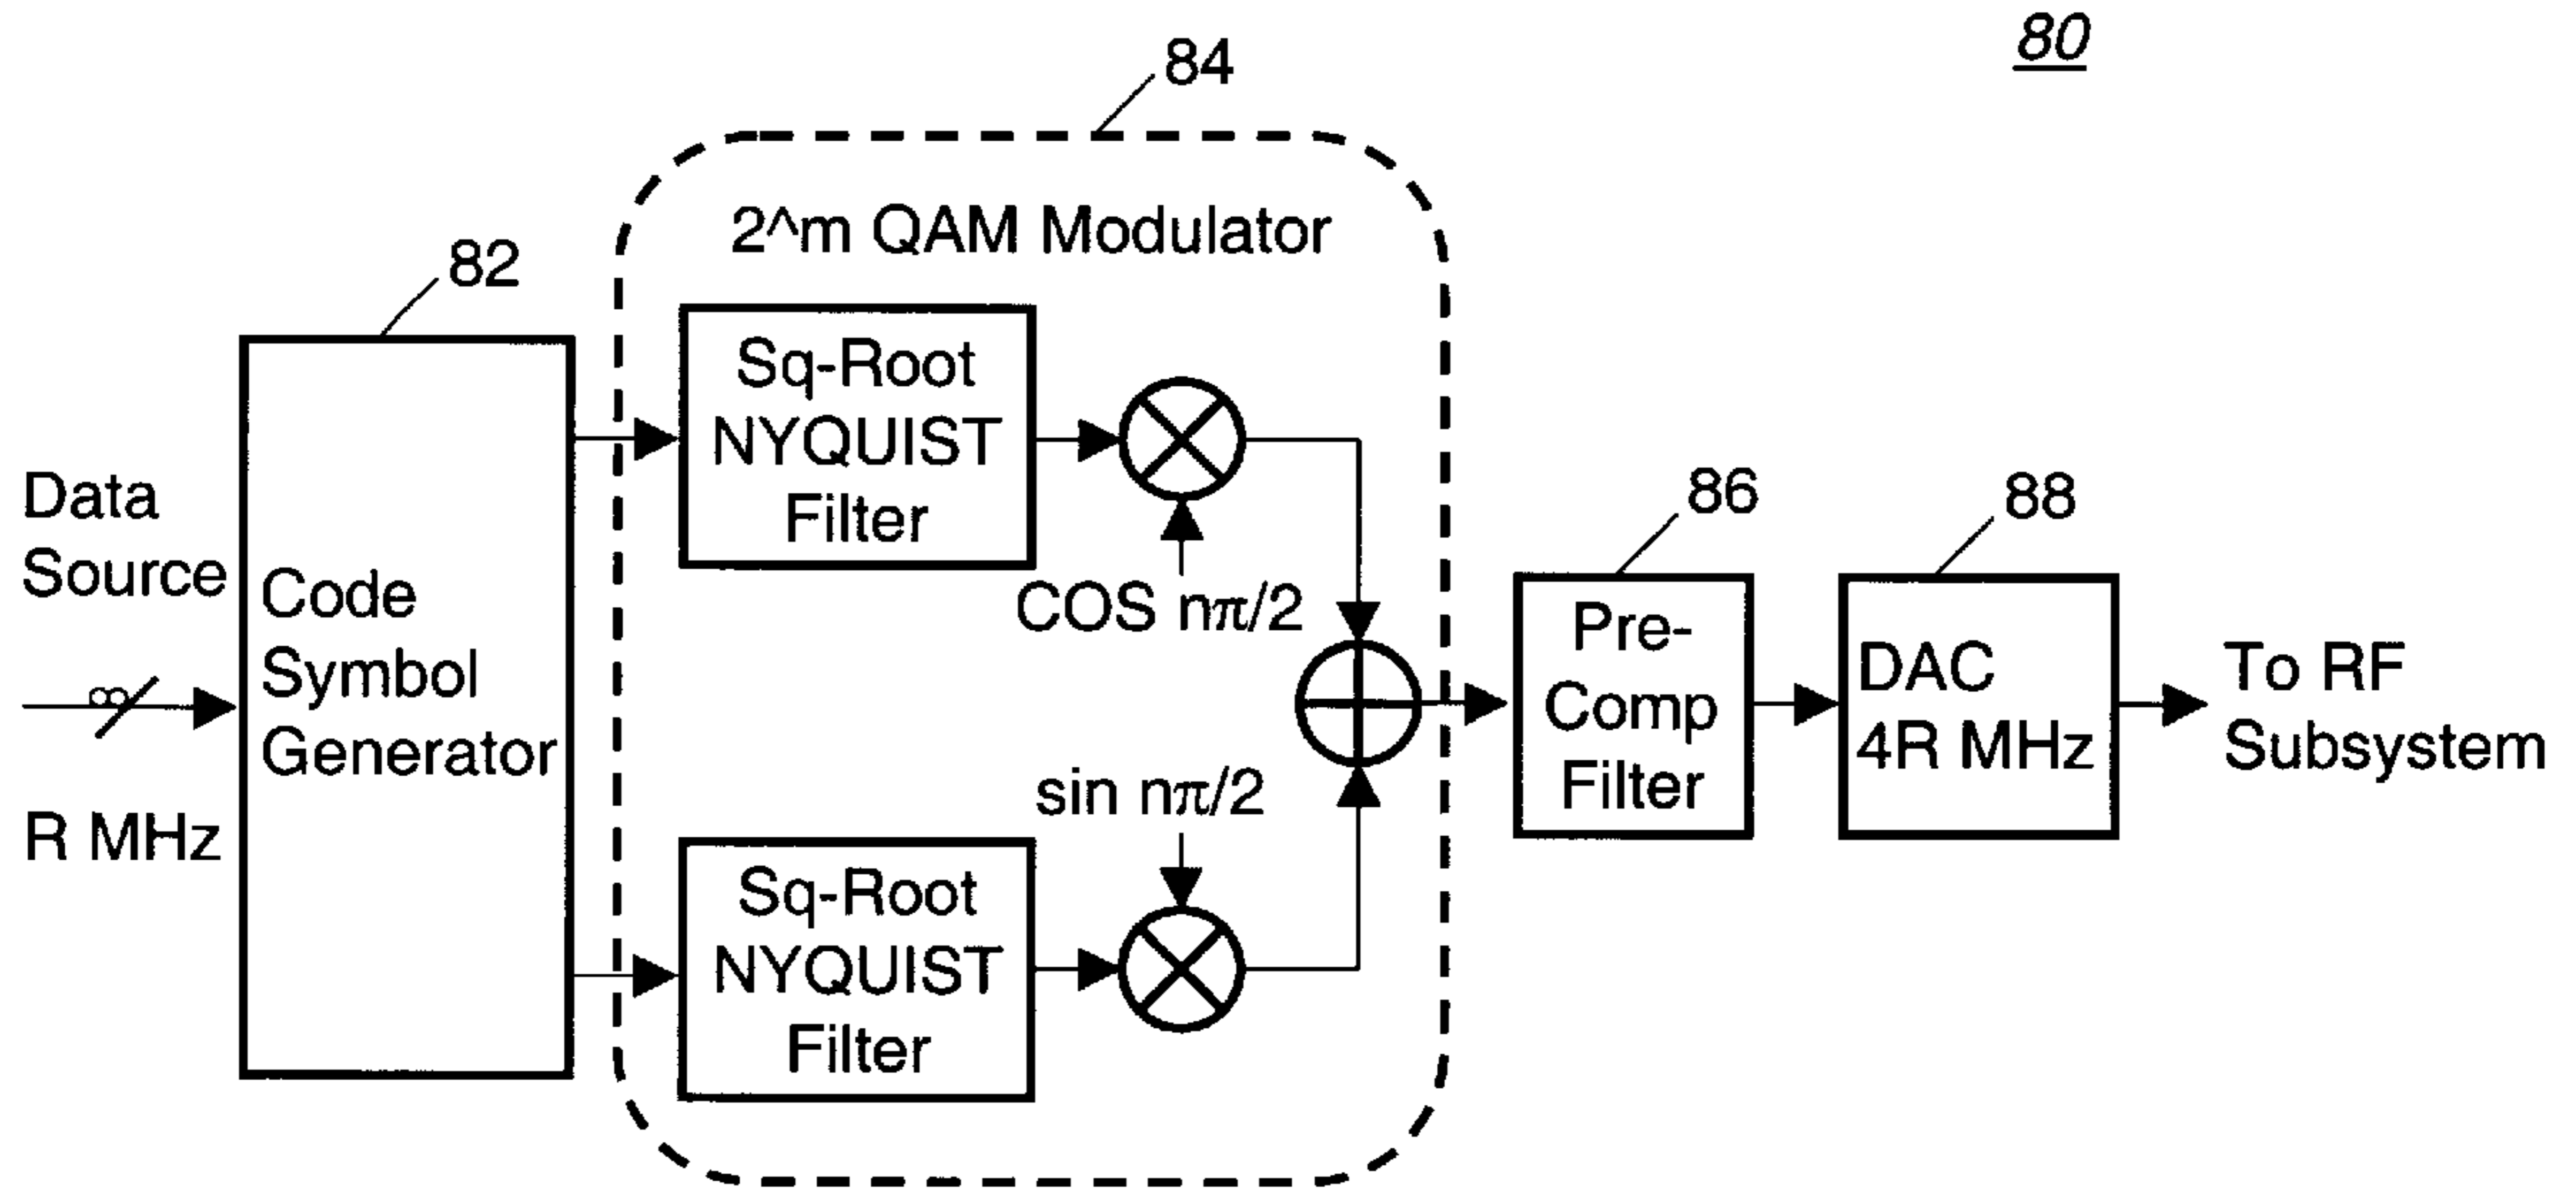 80
84
2^m QAM Modulator
82
Sq-Root
NYQUIST
Filter
COS nπ/2
Data
Source
R MHz
Code
Symbol
Generator
sin nπ/2
Sq-Root
NYQUIST
Filter
86
Pre-
Comp
Filter
88
DAC
4R MHz
To RF
Subsystem